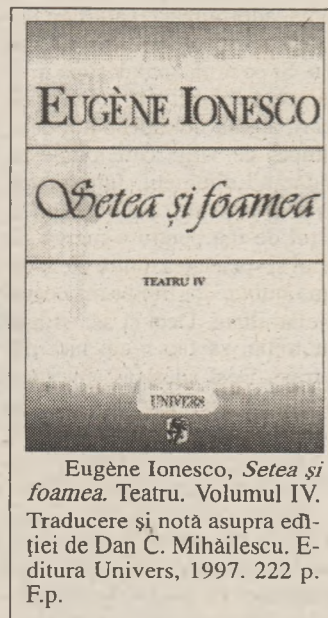 EUGÈNE IONESCO
Setea și foamea
TEATRU IV
UNIVERS
Eugène Ionesco, Setea și
foamea. Teatru. Volumul IV.
Traducere și notă asupra edi-
ției de Dan C. Mihăilescu. E-
ditura Univers, 1997. 222 p.
F.p.